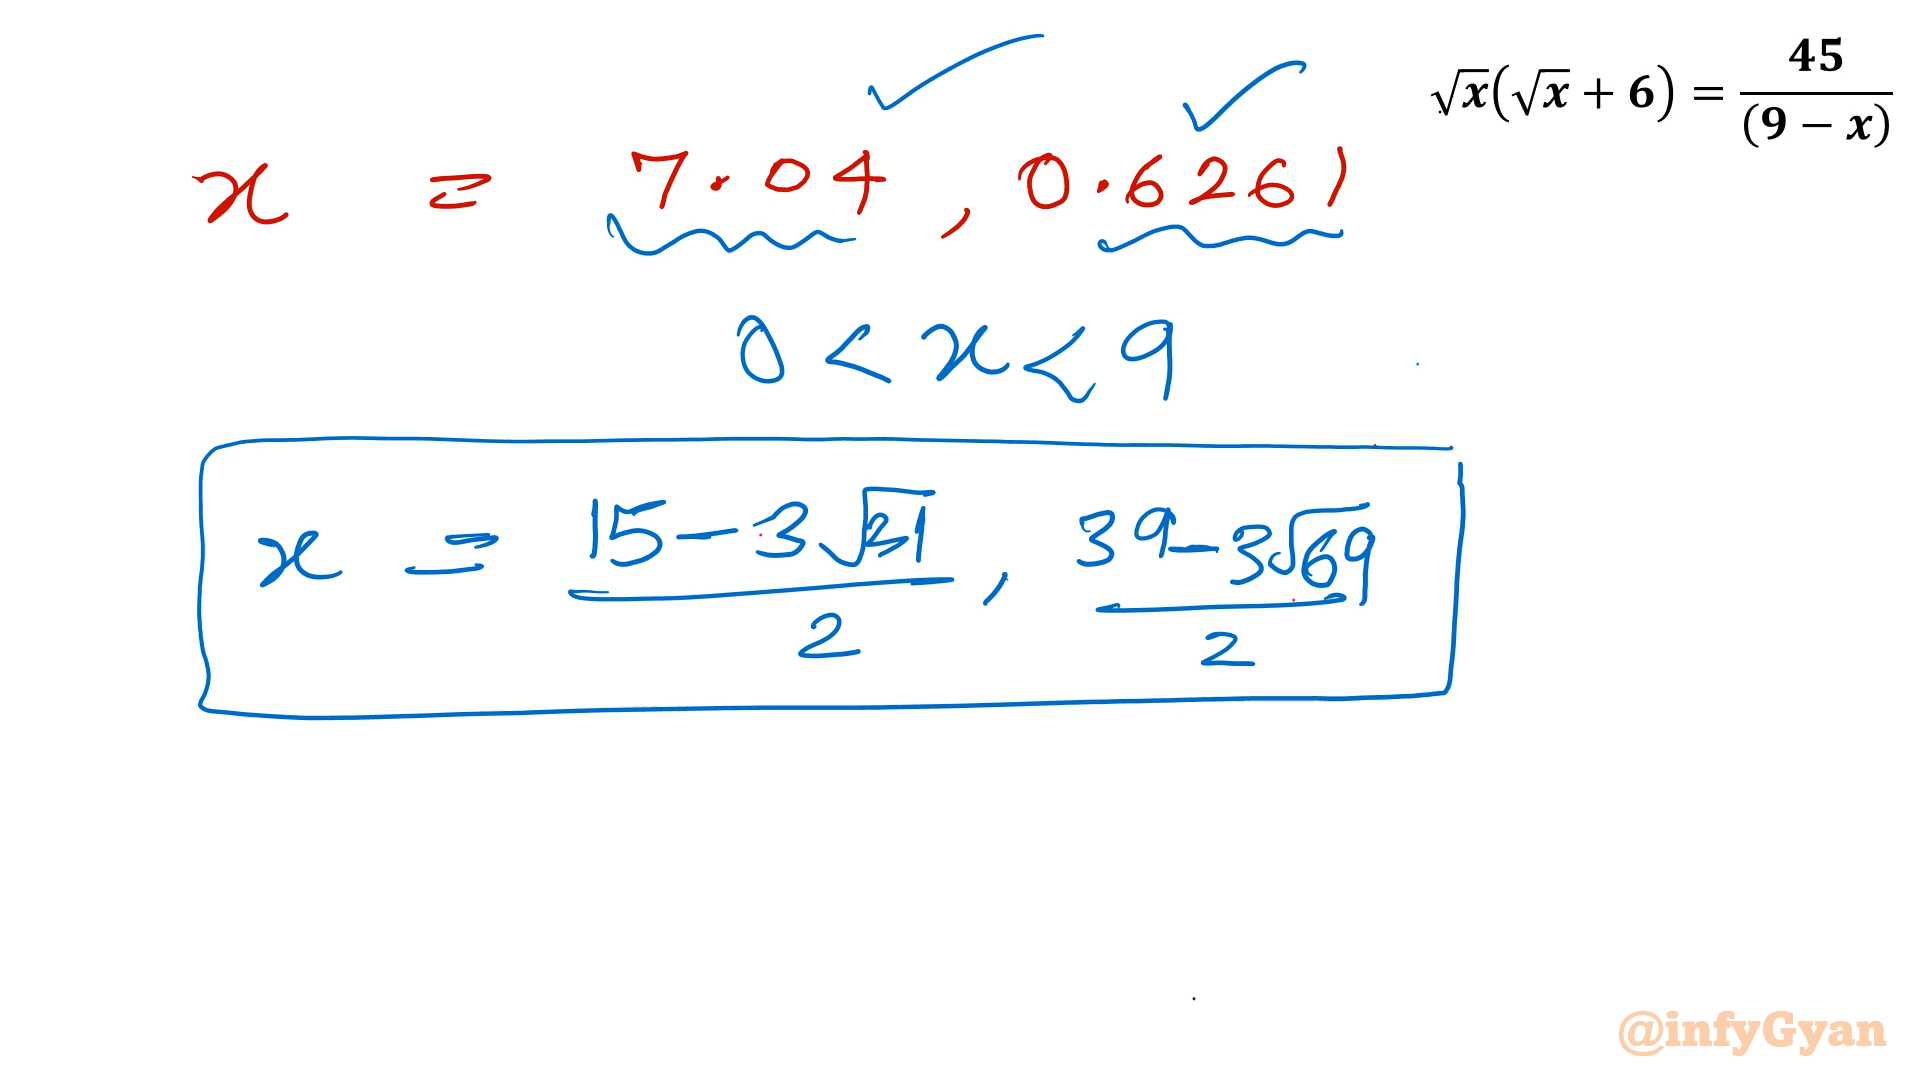 √x(√x + 6) = 45/(9 − x)
x = 7.04 , 0.6261
0 < x < 9
x = (15 − 3√21)/2 , (39 − 3√69)/2
@infyGyan